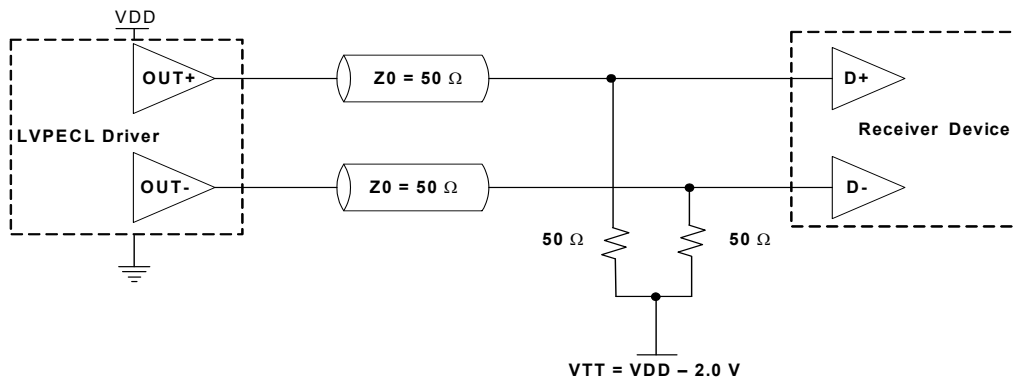 VDD
OUT+
Z0 = 50 Ω
D+
LVPECL Driver
Receiver Device
OUT-
Z0 = 50 Ω
D-
50 Ω
50 Ω
VTT = VDD – 2.0 V